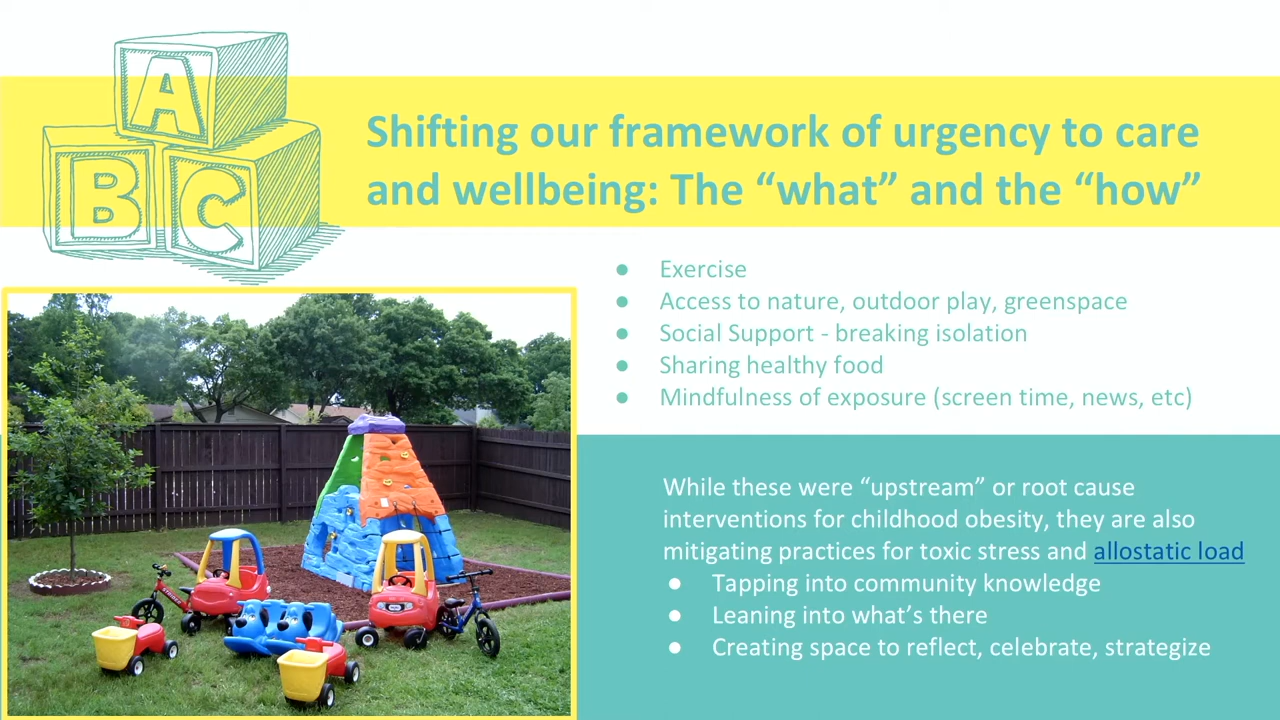 A
B C
Shifting our framework of urgency to care
and wellbeing: The “what” and the “how”
● Exercise
● Access to nature, outdoor play, greenspace
● Social Support - breaking isolation
● Sharing healthy food
● Mindfulness of exposure (screen time, news, etc)
While these were “upstream” or root cause
interventions for childhood obesity, they are also
mitigating practices for toxic stress and allostatic load
● Tapping into community knowledge
● Leaning into what’s there
● Creating space to reflect, celebrate, strategize